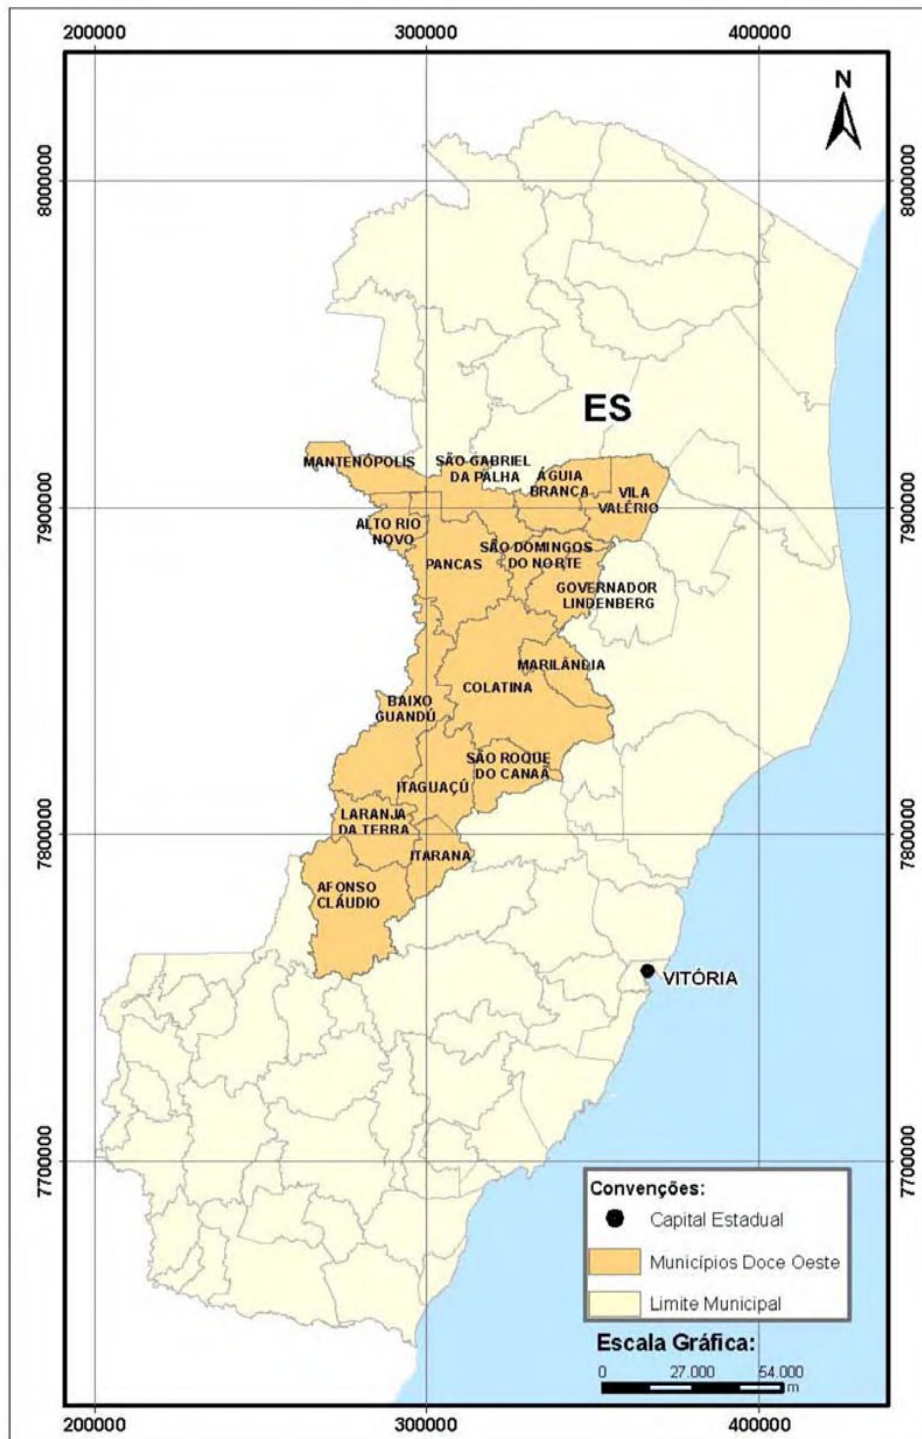 200000 300000 400000
N
8000000 8000000
ES
MANTENÓPOLIS
SÃO GABRIEL
DA PALHA
ÁGUIA
BRANCA
VILA
VALÉRIO
7900000 7900000
ALTO RIO
NOVO
PANCAS
SÃO DOMINGOS
DO NORTE
GOVERNADOR
LINDENBERG
MARILÂNDIA
COLATINA
BAIXO
GUANDÚ
SÃO ROQUE
DO CANAÃ
ITAGUAÇÚ
LARANJA
DA TERRA
7800000 7800000
ITARANA
AFONSO
CLÁUDIO
VITÓRIA
7700000 7700000
Convenções:
Capital Estadual
Municípios Doce Oeste
Limite Municipal
Escala Gráfica:
0 27.000 54.000
m
200000 300000 400000